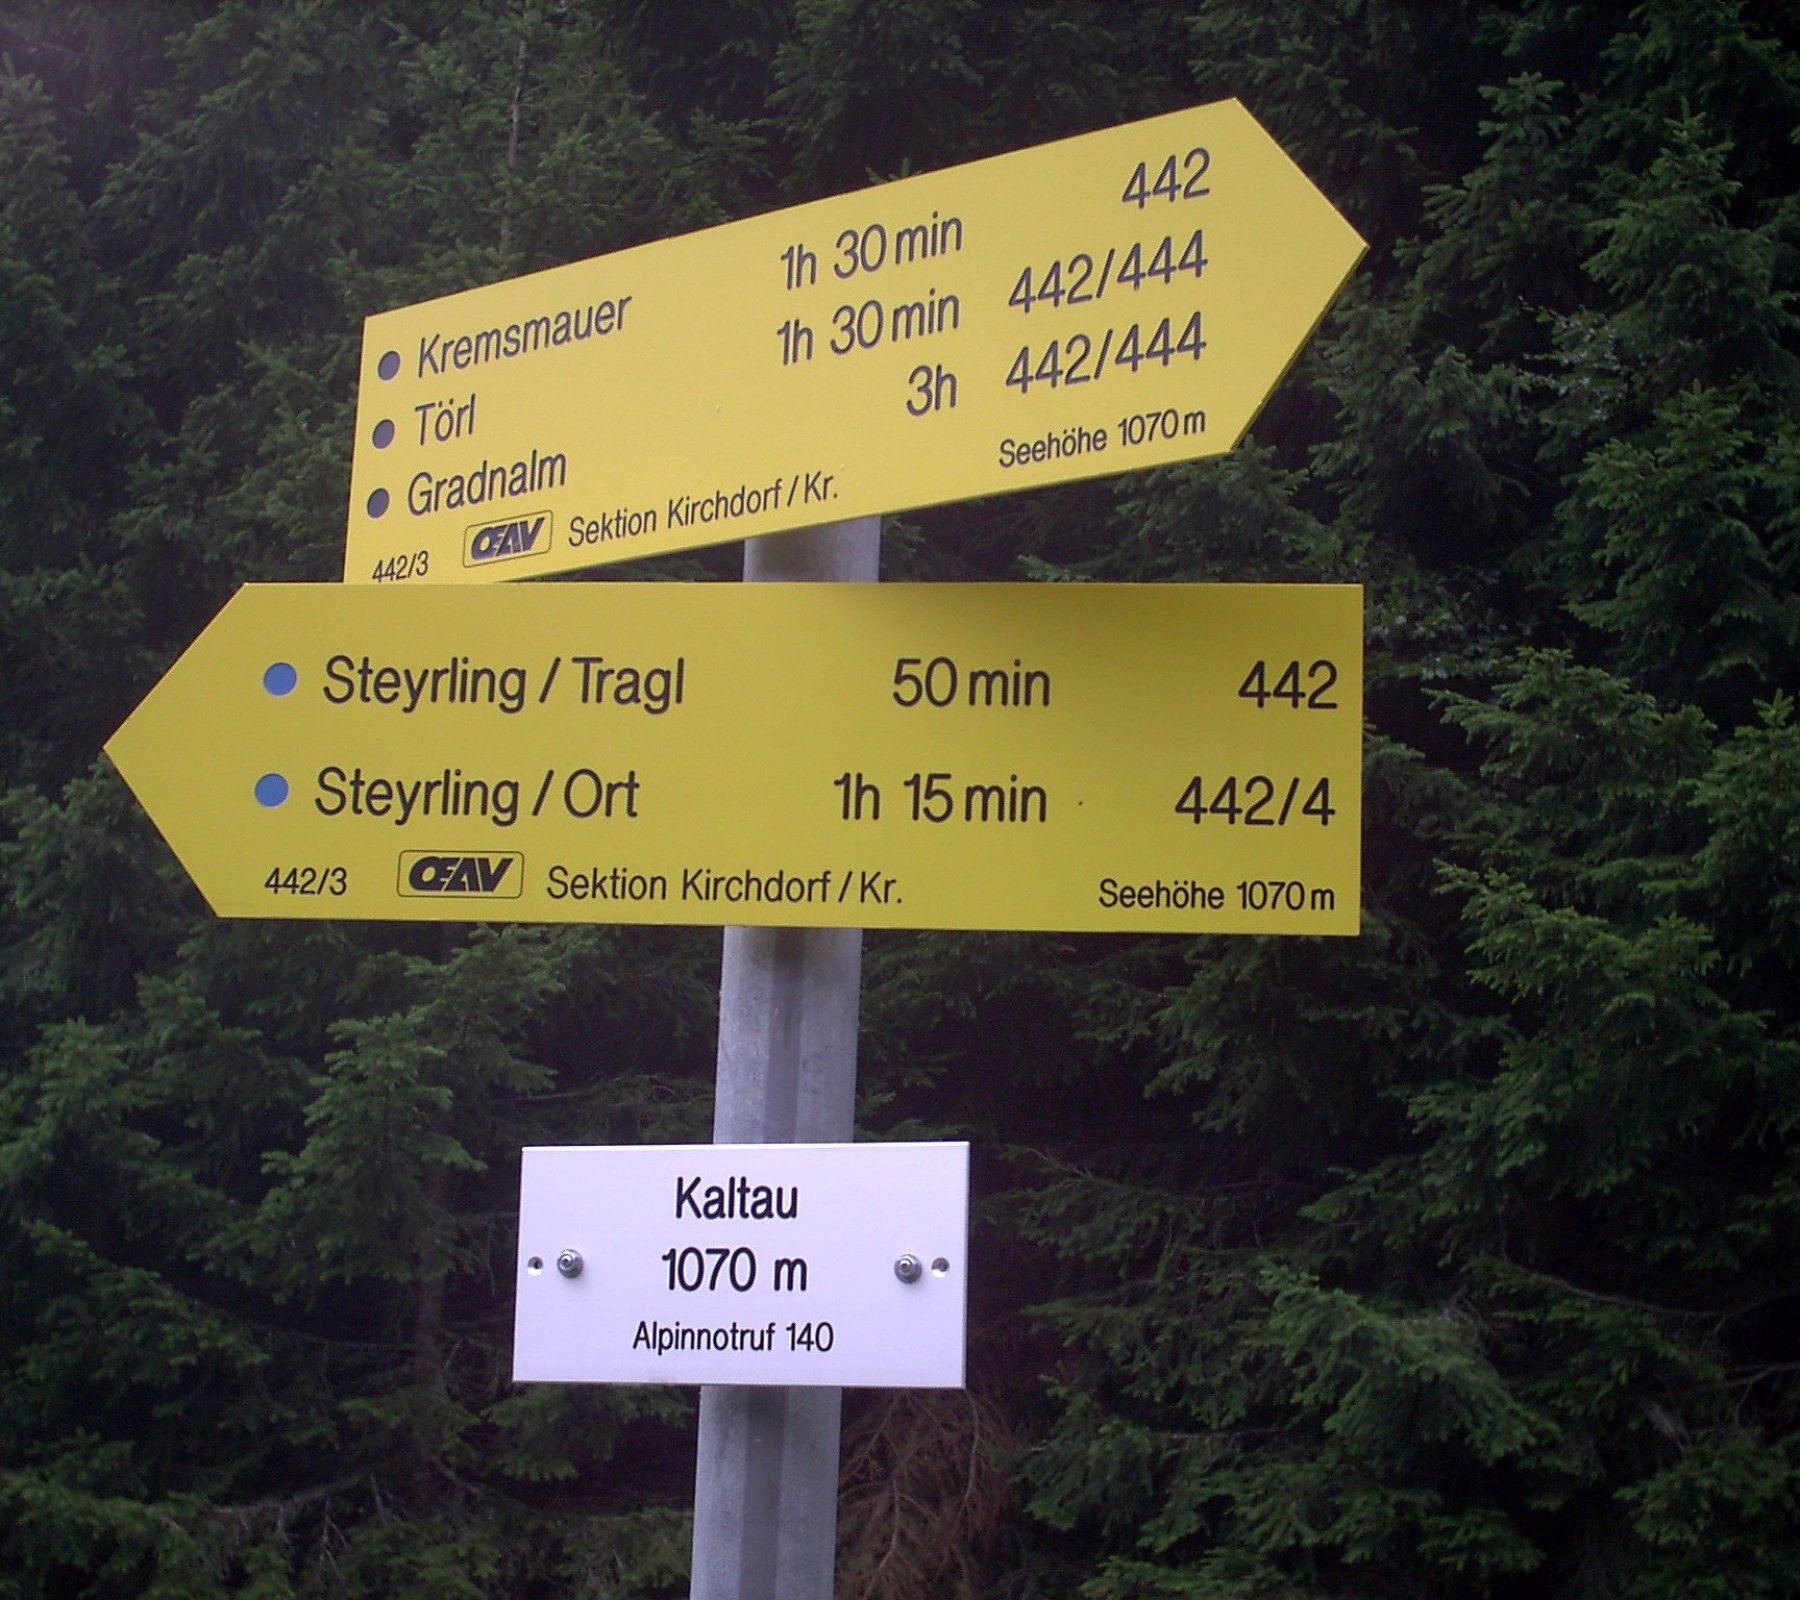 Kremsmauer 1h 30 min 442
Törl 1h 30 min 442/444
Gradnalm 3h 442/444
442/3 OEAV Sektion Kirchdorf / Kr. Seehöhe 1070 m
Steyrling / Tragl 50 min 442
Steyrling / Ort 1h 15 min 442/4
442/3 OEAV Sektion Kirchdorf / Kr. Seehöhe 1070 m
Kaltau
1070 m
Alpinnotruf 140